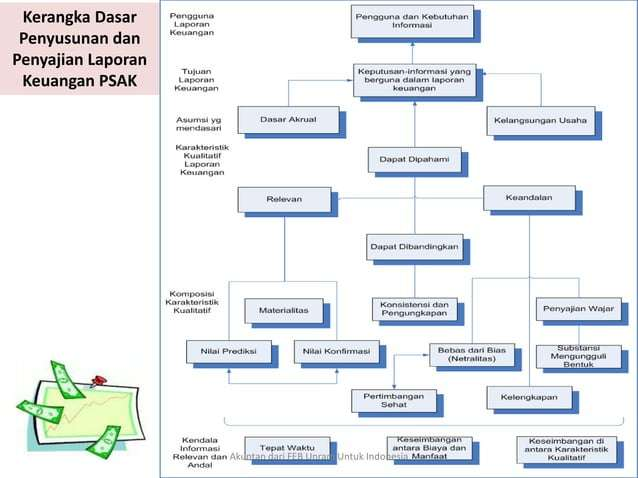 Kerangka Dasar
Penyusunan dan
Penyajian Laporan
Keuangan PSAK
Pengguna
Laporan
Keuangan
Pengguna dan Kebutuhan
Informasi
Tujuan
Laporan
Keuangan
Keputusan-informasi yang
berguna dalam laporan
keuangan
Asumsi yg
mendasari
Dasar Akrual
Kelangsungan Usaha
Karakteristik
Kualitatif
Laporan
Keuangan
Dapat Dipahami
Relevan
Keandalan
Dapat Dibandingkan
Komposisi
Karakteristik
Kualitatif
Materialitas
Konsistensi dan
Pengungkapan
Penyajian Wajar
Nilai Prediksi
Nilai Konfirmasi
Bebas dari Bias
(Netralitas)
Substansi
Mengungguli
Bentuk
Pertimbangan
Sehat
Kelengkapan
Kendala
Informasi
Relevan dan
Andal
Tepat Waktu
Keseimbangan
antara Biaya dan
Manfaat
Keseimbangan di
antara Karakteristik
Kualitatif
Akuntan dari FEB Unram Untuk Indonesia